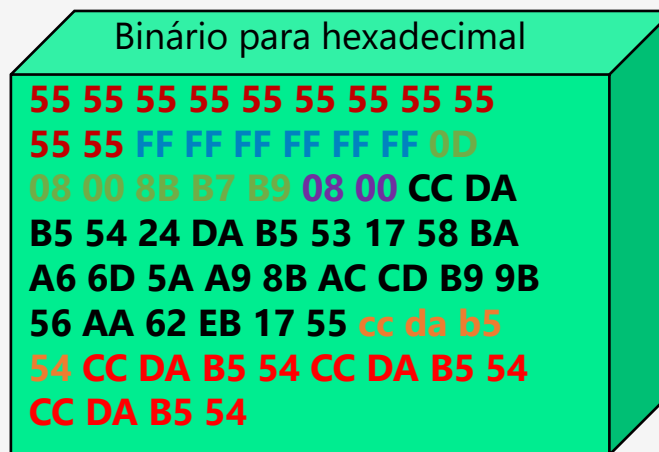 Binário para hexadecimal
55 55 55 55 55 55 55 55 55
55 55 FF FF FF FF FF FF 0D
08 00 8B B7 B9 08 00 CC DA
B5 54 24 DA B5 53 17 58 BA
A6 6D 5A A9 8B AC CD B9 9B
56 AA 62 EB 17 55 cc da b5
54 CC DA B5 54 CC DA B5 54
CC DA B5 54